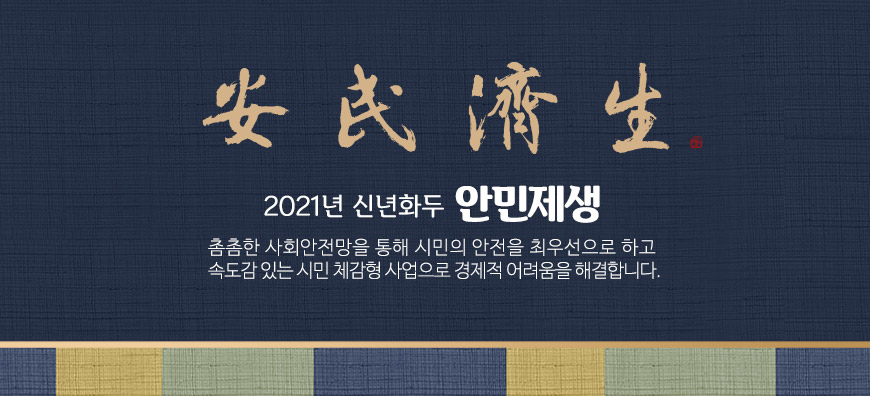 安民濟生
2021년 신년화두 안민제생
촘촘한 사회안전망을 통해 시민의 안전을 최우선으로 하고
속도감 있는 시민 체감형 사업으로 경제적 어려움을 해결합니다.